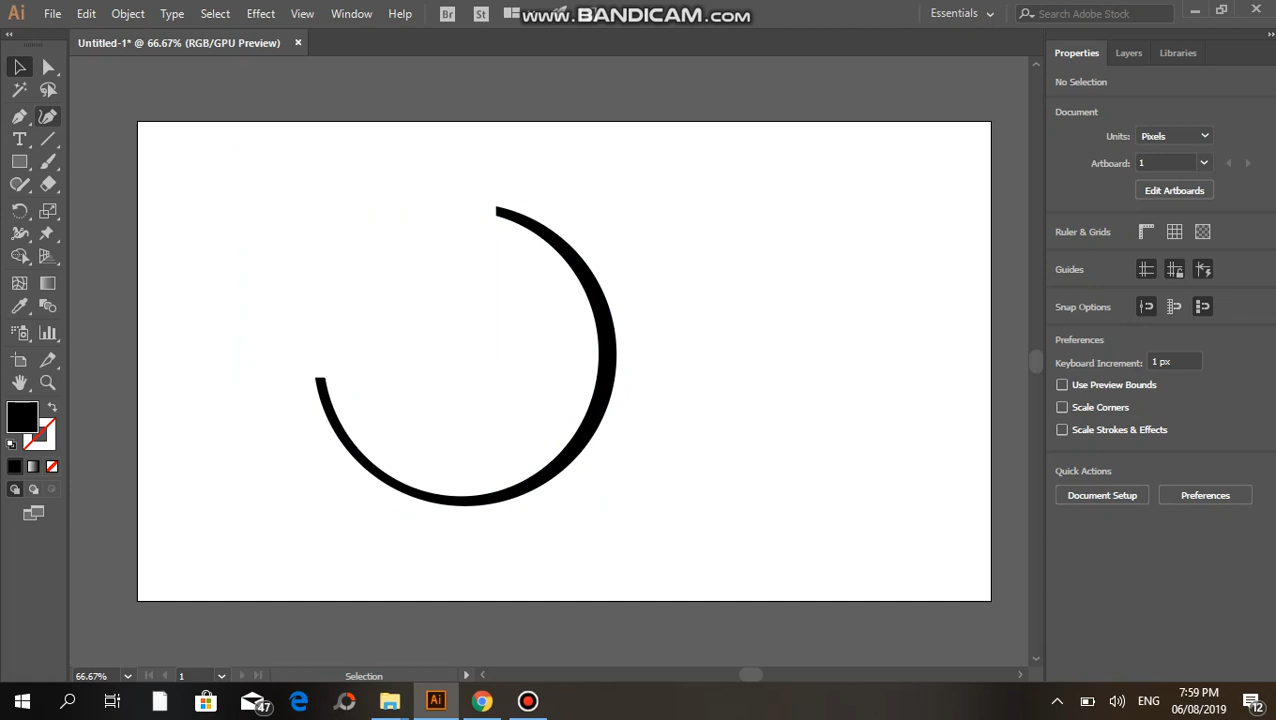 Ai File Edit Object Type Select Effect View Window Help Br St www.BANDICAM.com Essentials Search Adobe Stock
Untitled-1* @ 66.67% (RGB/GPU Preview) ×
Properties Layers Libraries
No Selection
Document
Units: Pixels
Artboard: 1
Edit Artboards
Ruler & Grids
Guides
Snap Options
Preferences
Keyboard Increment: 1 px
Use Preview Bounds
Scale Corners
Scale Strokes & Effects
Quick Actions
Document Setup Preferences
66.67% 1 Selection
47 Ai ENG 7:59 PM
06/08/2019 12